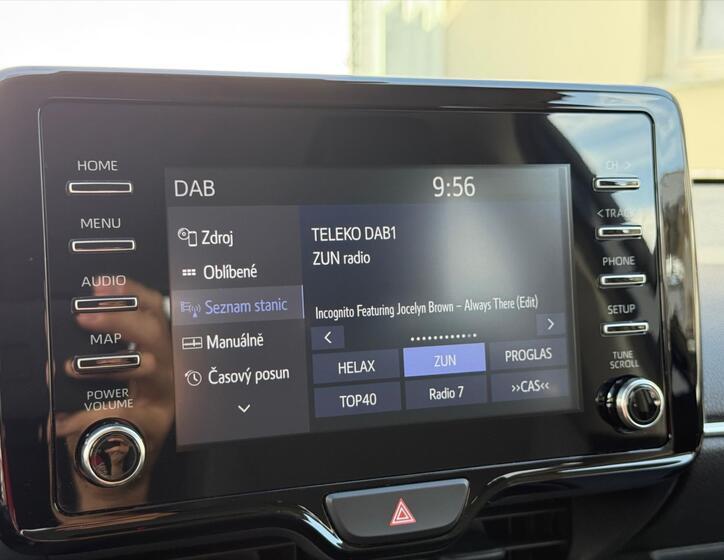 HOME
MENU
AUDIO
MAP
POWER
VOLUME
DAB
9:56
Zdroj
Oblíbené
Seznam stanic
Manuálně
Časový posun
TELEKO DAB1
ZUN radio
Incognito Featuring Jocelyn Brown – Always There (Edit)
HELAX
ZUN
PROGLAS
TOP40
Radio 7
>>CAS<<
CH >
< TRACK
PHONE
SETUP
TUNE
SCROLL